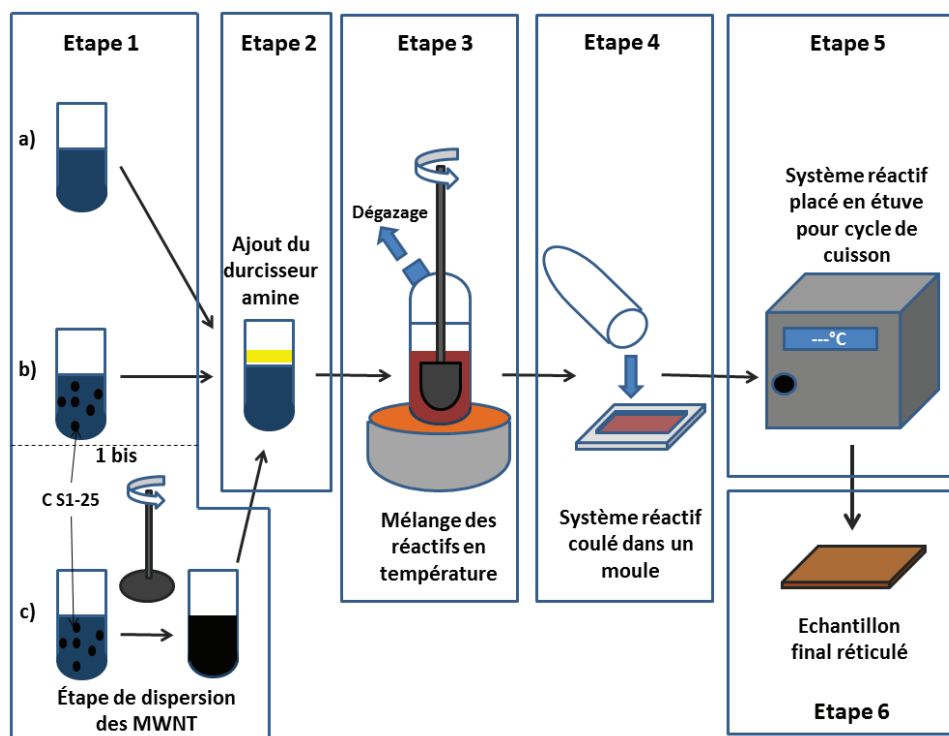 Etape 1
a)
b)
1 bis
C S1-25
c)
Étape de dispersion
des MWNT
Etape 2
Ajout du
durcisseur
amine
Etape 3
Dégazage
Mélange des
réactifs en
température
Etape 4
Système réactif
coulé dans un
moule
Etape 5
Système réactif
placé en étuve
pour cycle de
cuisson
---°C
Echantillon
final réticulé
Etape 6